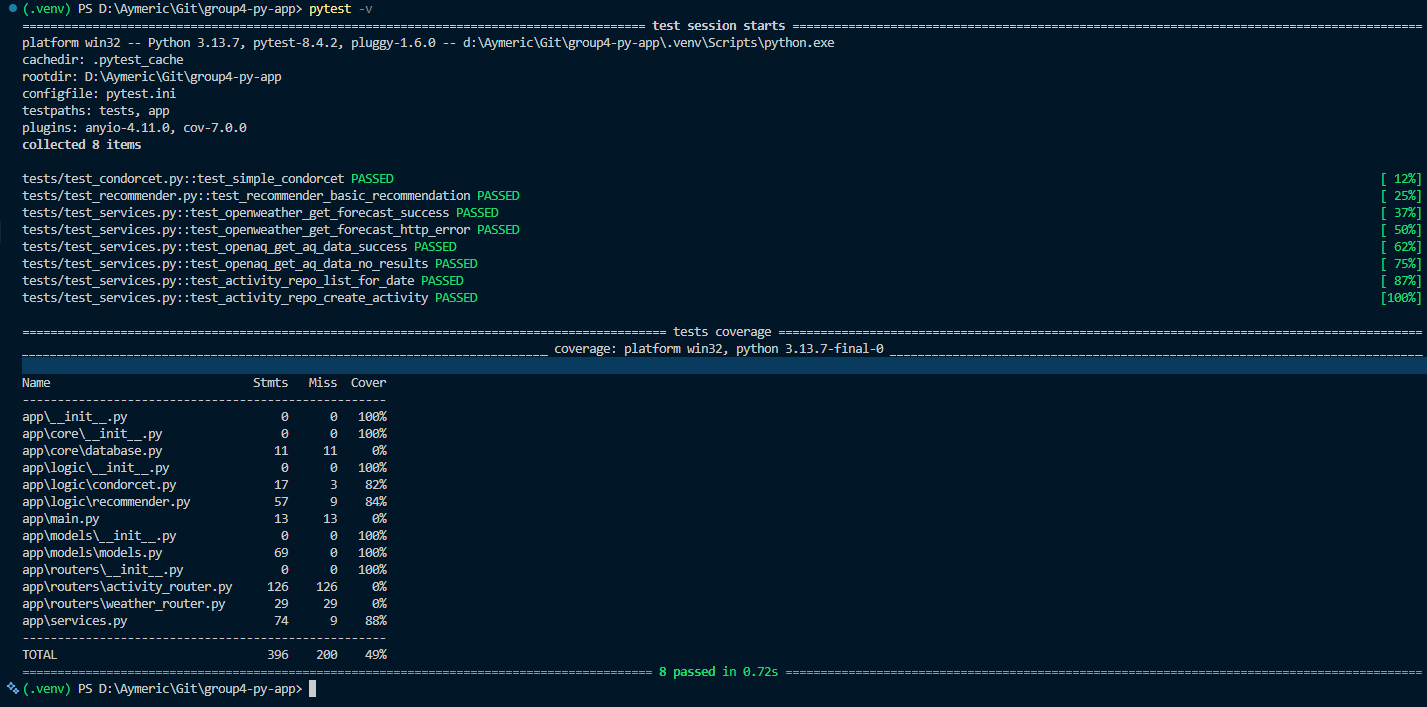 (.venv) PS D:\Aymeric\Git\group4-py-app> pytest -v
======================================================================================== test session starts ========================================================================================
platform win32 -- Python 3.13.7, pytest-8.4.2, pluggy-1.6.0 -- d:\Aymeric\Git\group4-py-app\.venv\Scripts\python.exe
cachedir: .pytest_cache
rootdir: D:\Aymeric\Git\group4-py-app
configfile: pytest.ini
testpaths: tests, app
plugins: anyio-4.11.0, cov-7.0.0
collected 8 items
tests/test_condorcet.py::test_simple_condorcet PASSED [ 12%]
tests/test_recommender.py::test_recommender_basic_recommendation PASSED [ 25%]
tests/test_services.py::test_openweather_get_forecast_success PASSED [ 37%]
tests/test_services.py::test_openweather_get_forecast_http_error PASSED [ 50%]
tests/test_services.py::test_openaq_get_aq_data_success PASSED [ 62%]
tests/test_services.py::test_openaq_get_aq_data_no_results PASSED [ 75%]
tests/test_services.py::test_activity_repo_list_for_date PASSED [ 87%]
tests/test_services.py::test_activity_repo_create_activity PASSED [100%]
=========================================================================================== tests coverage ===========================================================================================
___________________________________________________________________________ coverage: platform win32, python 3.13.7-final-0 ___________________________________________________________________________
Name Stmts Miss Cover
----------------------------------------------------
app\__init__.py 0 0 100%
app\core\__init__.py 0 0 100%
app\core\database.py 11 11 0%
app\logic\__init__.py 0 0 100%
app\logic\condorcet.py 17 3 82%
app\logic\recommender.py 57 9 84%
app\main.py 13 13 0%
app\models\__init__.py 0 0 100%
app\models\models.py 69 0 100%
app\routers\__init__.py 0 0 100%
app\routers\activity_router.py 126 126 0%
app\routers\weather_router.py 29 29 0%
app\services.py 74 9 88%
----------------------------------------------------
TOTAL 396 200 49%
========================================================================================= 8 passed in 0.72s =========================================================================================
(.venv) PS D:\Aymeric\Git\group4-py-app>